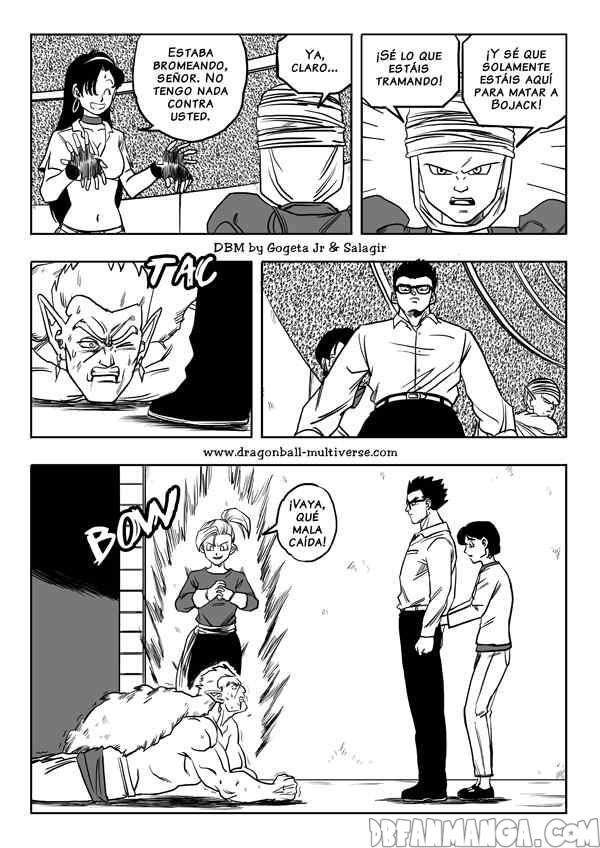 ESTABA
BROMEANDO,
SEÑOR. NO
TENGO NADA
CONTRA
USTED.
YA,
CLARO...
¡SÉ LO QUE
ESTÁIS
TRAMANDO!
¡Y SÉ QUE
SOLAMENTE
ESTÁIS AQUÍ
PARA MATAR A
BOJACK!
DBM by Gogeta Jr & Salagir
TAC
www.dragonball-multiverse.com
BOW
¡VAYA,
QUÉ
MALA
CAÍDA!
DBFANMANGA.COM